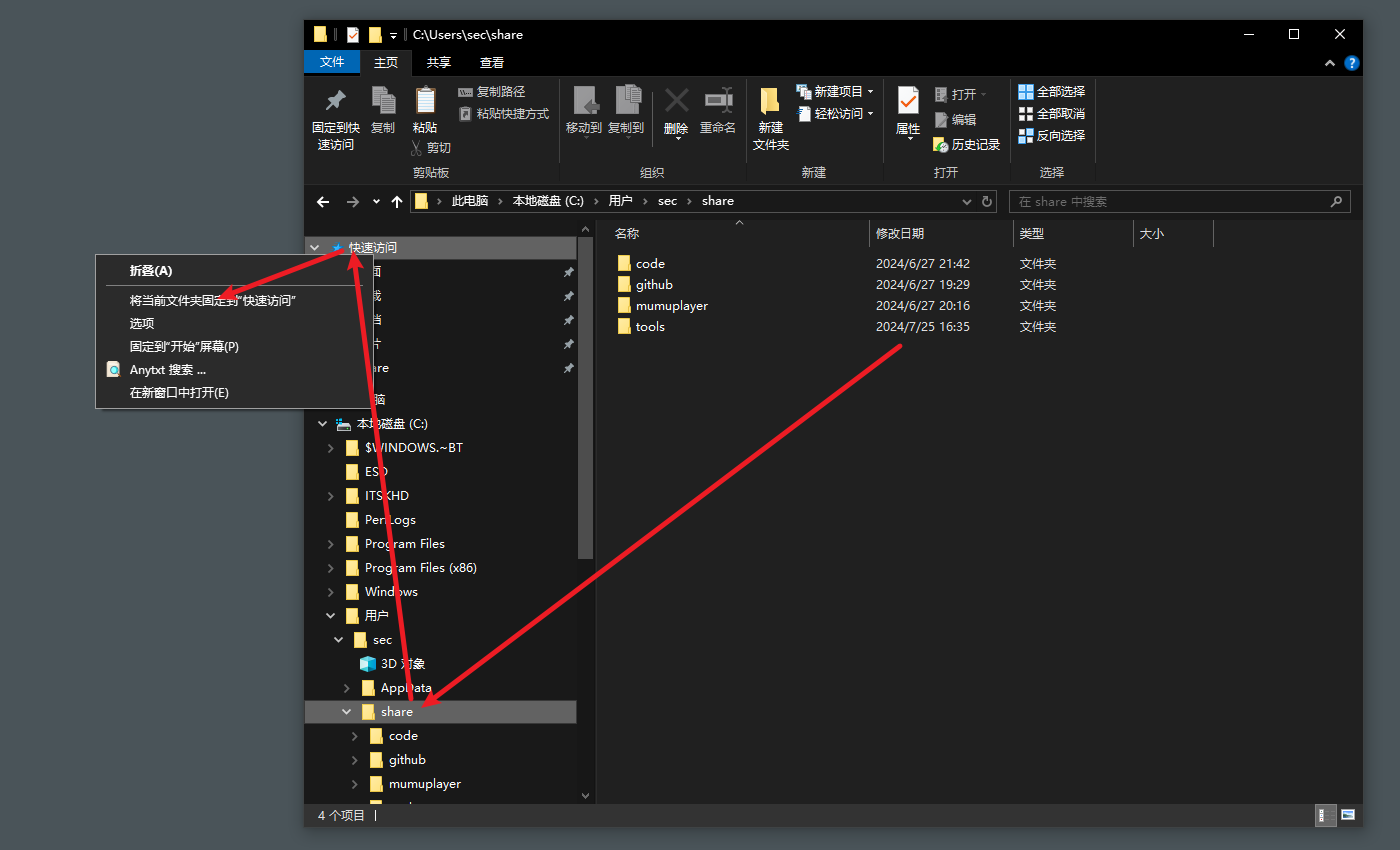 C:\Users\sec\share
文件 主页 共享 查看
固定到快速访问
复制
粘贴
复制路径
粘贴快捷方式
剪切
剪贴板
移动到
复制到
删除
重命名
组织
新建文件夹
新建项目
轻松访问
新建
属性
打开
编辑
历史记录
打开
全部选择
全部取消
反向选择
选择
此电脑 本地磁盘 (C:) 用户 sec share
在 share 中搜索
快速访问
面
档
片
are
脑
本地磁盘 (C:)
$WINDOWS.~BT
ESD
ITSKHD
PerfLogs
Program Files
Program Files (x86)
Windows
用户
sec
3D 对象
AppData
share
code
github
mumuplayer
折叠(A)
将当前文件夹固定到"快速访问"
选项
固定到"开始"屏幕(P)
Anytxt 搜索 ...
在新窗口中打开(E)
名称 修改日期 类型 大小
code 2024/6/27 21:42 文件夹
github 2024/6/27 19:29 文件夹
mumuplayer 2024/6/27 20:16 文件夹
tools 2024/7/25 16:35 文件夹
4 个项目